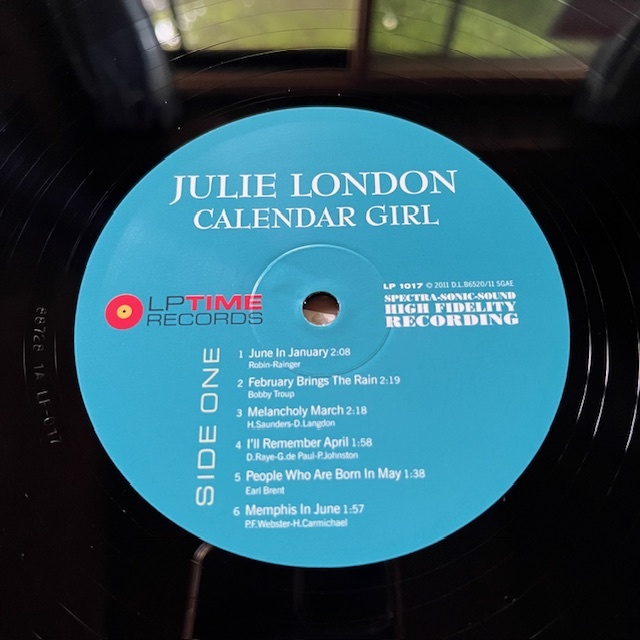 JULIE LONDON
CALENDAR GIRL
LPTIME
RECORDS
LP 1017 © 2011 D.L.B6520/11 SGAE
SPECTRA-SONIC-SOUND
HIGH FIDELITY
RECORDING
SIDE ONE
1 June In January 2:08
Robin-Rainger
2 February Brings The Rain 2:19
Bobby Troup
3 Melancholy March 2:18
H.Saunders-D.Langdon
4 I'll Remember April 1:58
D.Raye-G.de Paul-P.Johnston
5 People Who Are Born In May 1:38
Earl Brent
6 Memphis In June 1:57
P.F.Webster-H.Carmichael